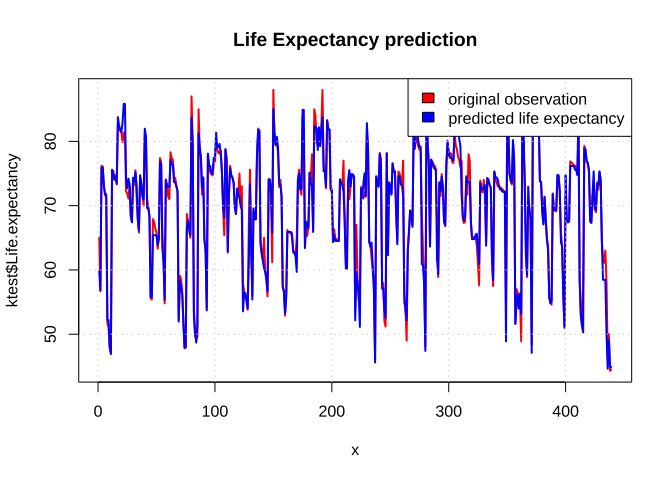 Life Expectancy prediction
original observation
predicted life expectancy
ktest$Life.expectancy
80
70
60
50
0 100 200 300 400
x